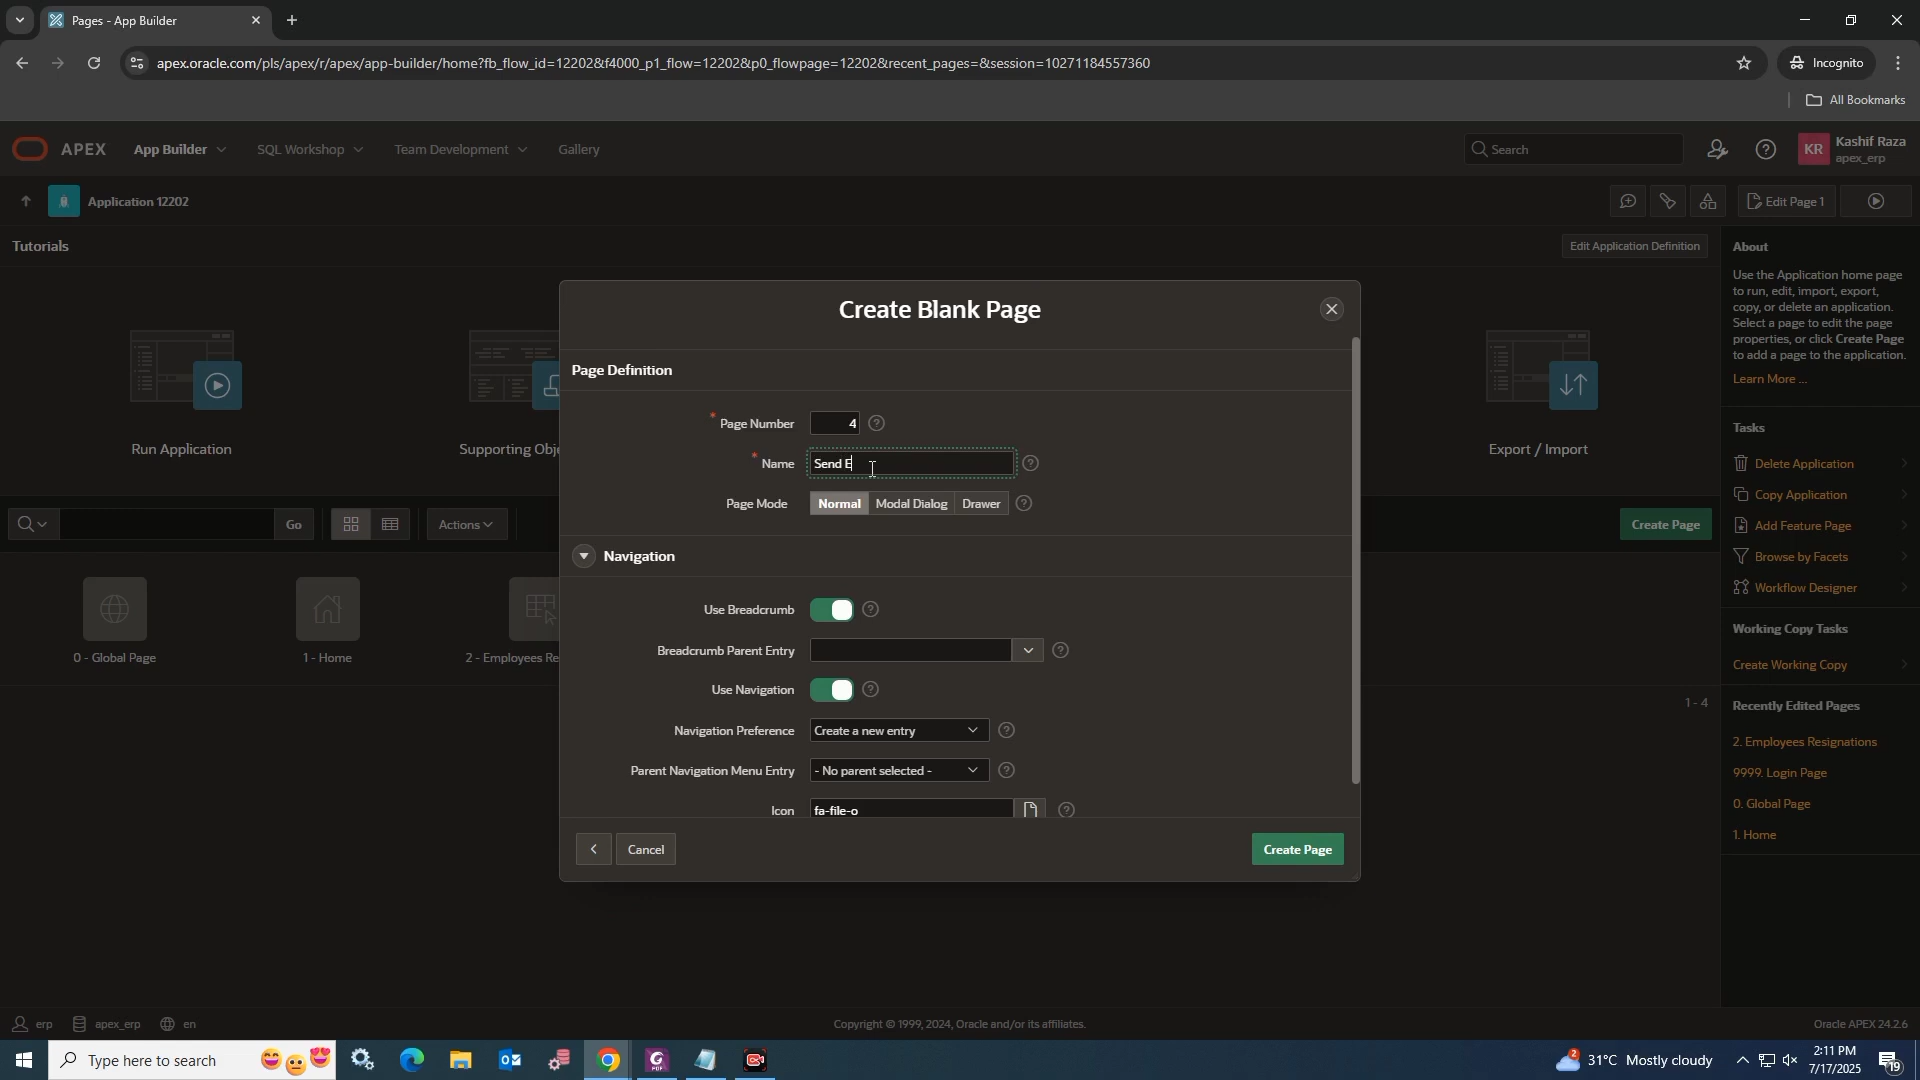 Pages - App Builder
apex.oracle.com/pls/apex/r/apex/app-builder/home?fb_flow_id=12202&f4000_p1_flow=12202&p0_flowpage=12202&recent_pages=&session=10271184557360
Incognito
All Bookmarks
APEX
App Builder
SQL Workshop
Team Development
Gallery
Search
KR
Kashif Raza
apex_erp
Application 12202
Edit Page 1
Tutorials
Edit Application Definition
Run Application
Supporting Obje
Export / Import
Go
Actions
Create Page
0 - Global Page
1 - Home
2 - Employees Re
1 - 4
Create Blank Page
Page Definition
* Page Number
4
* Name
Send E
Page Mode
Normal
Modal Dialog
Drawer
Navigation
Use Breadcrumb
Breadcrumb Parent Entry
Use Navigation
Navigation Preference
Create a new entry
Parent Navigation Menu Entry
- No parent selected -
Icon
fa-file-o
Cancel
Create Page
About
Use the Application home page
to run, edit, import, export,
copy, or delete an application.
Select a page to edit the page
properties, or click Create Page
to add a page to the application.
Learn More ...
Tasks
Delete Application
Copy Application
Add Feature Page
Browse by Facets
Workflow Designer
Working Copy Tasks
Create Working Copy
Recently Edited Pages
2. Employees Resignations
9999. Login Page
0. Global Page
1. Home
erp
apex_erp
en
Copyright © 1999, 2024, Oracle and/or its affiliates.
Oracle APEX 24.2.6
Type here to search
2
31°C Mostly cloudy
2:11 PM
7/17/2025
19